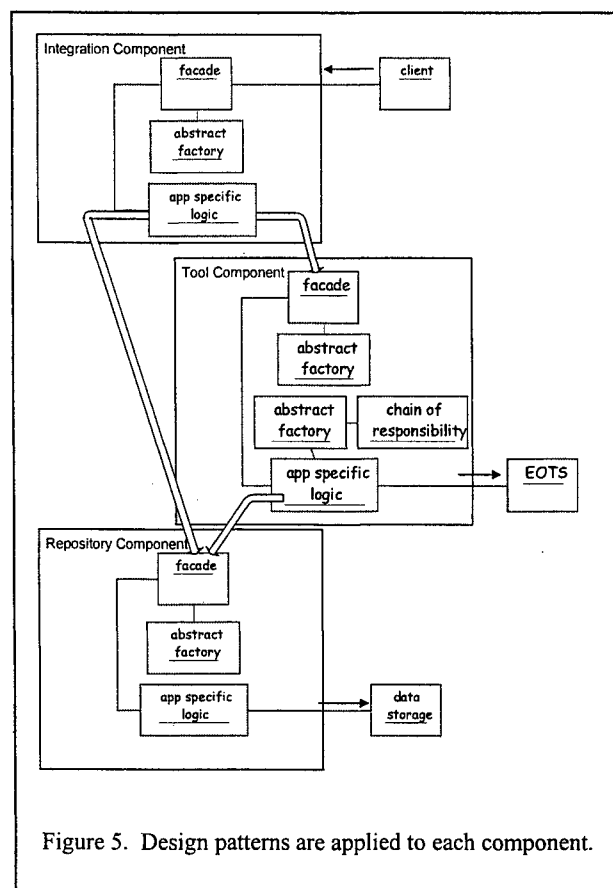 Integration Component
facade
client
abstract
factory
app specific
logic
Tool Component
facade
abstract
factory
abstract
factory
chain of
responsibility
app specific
logic
EOTS
Repository Component
facade
abstract
factory
app specific
logic
data
storage
Figure 5. Design patterns are applied to each component.